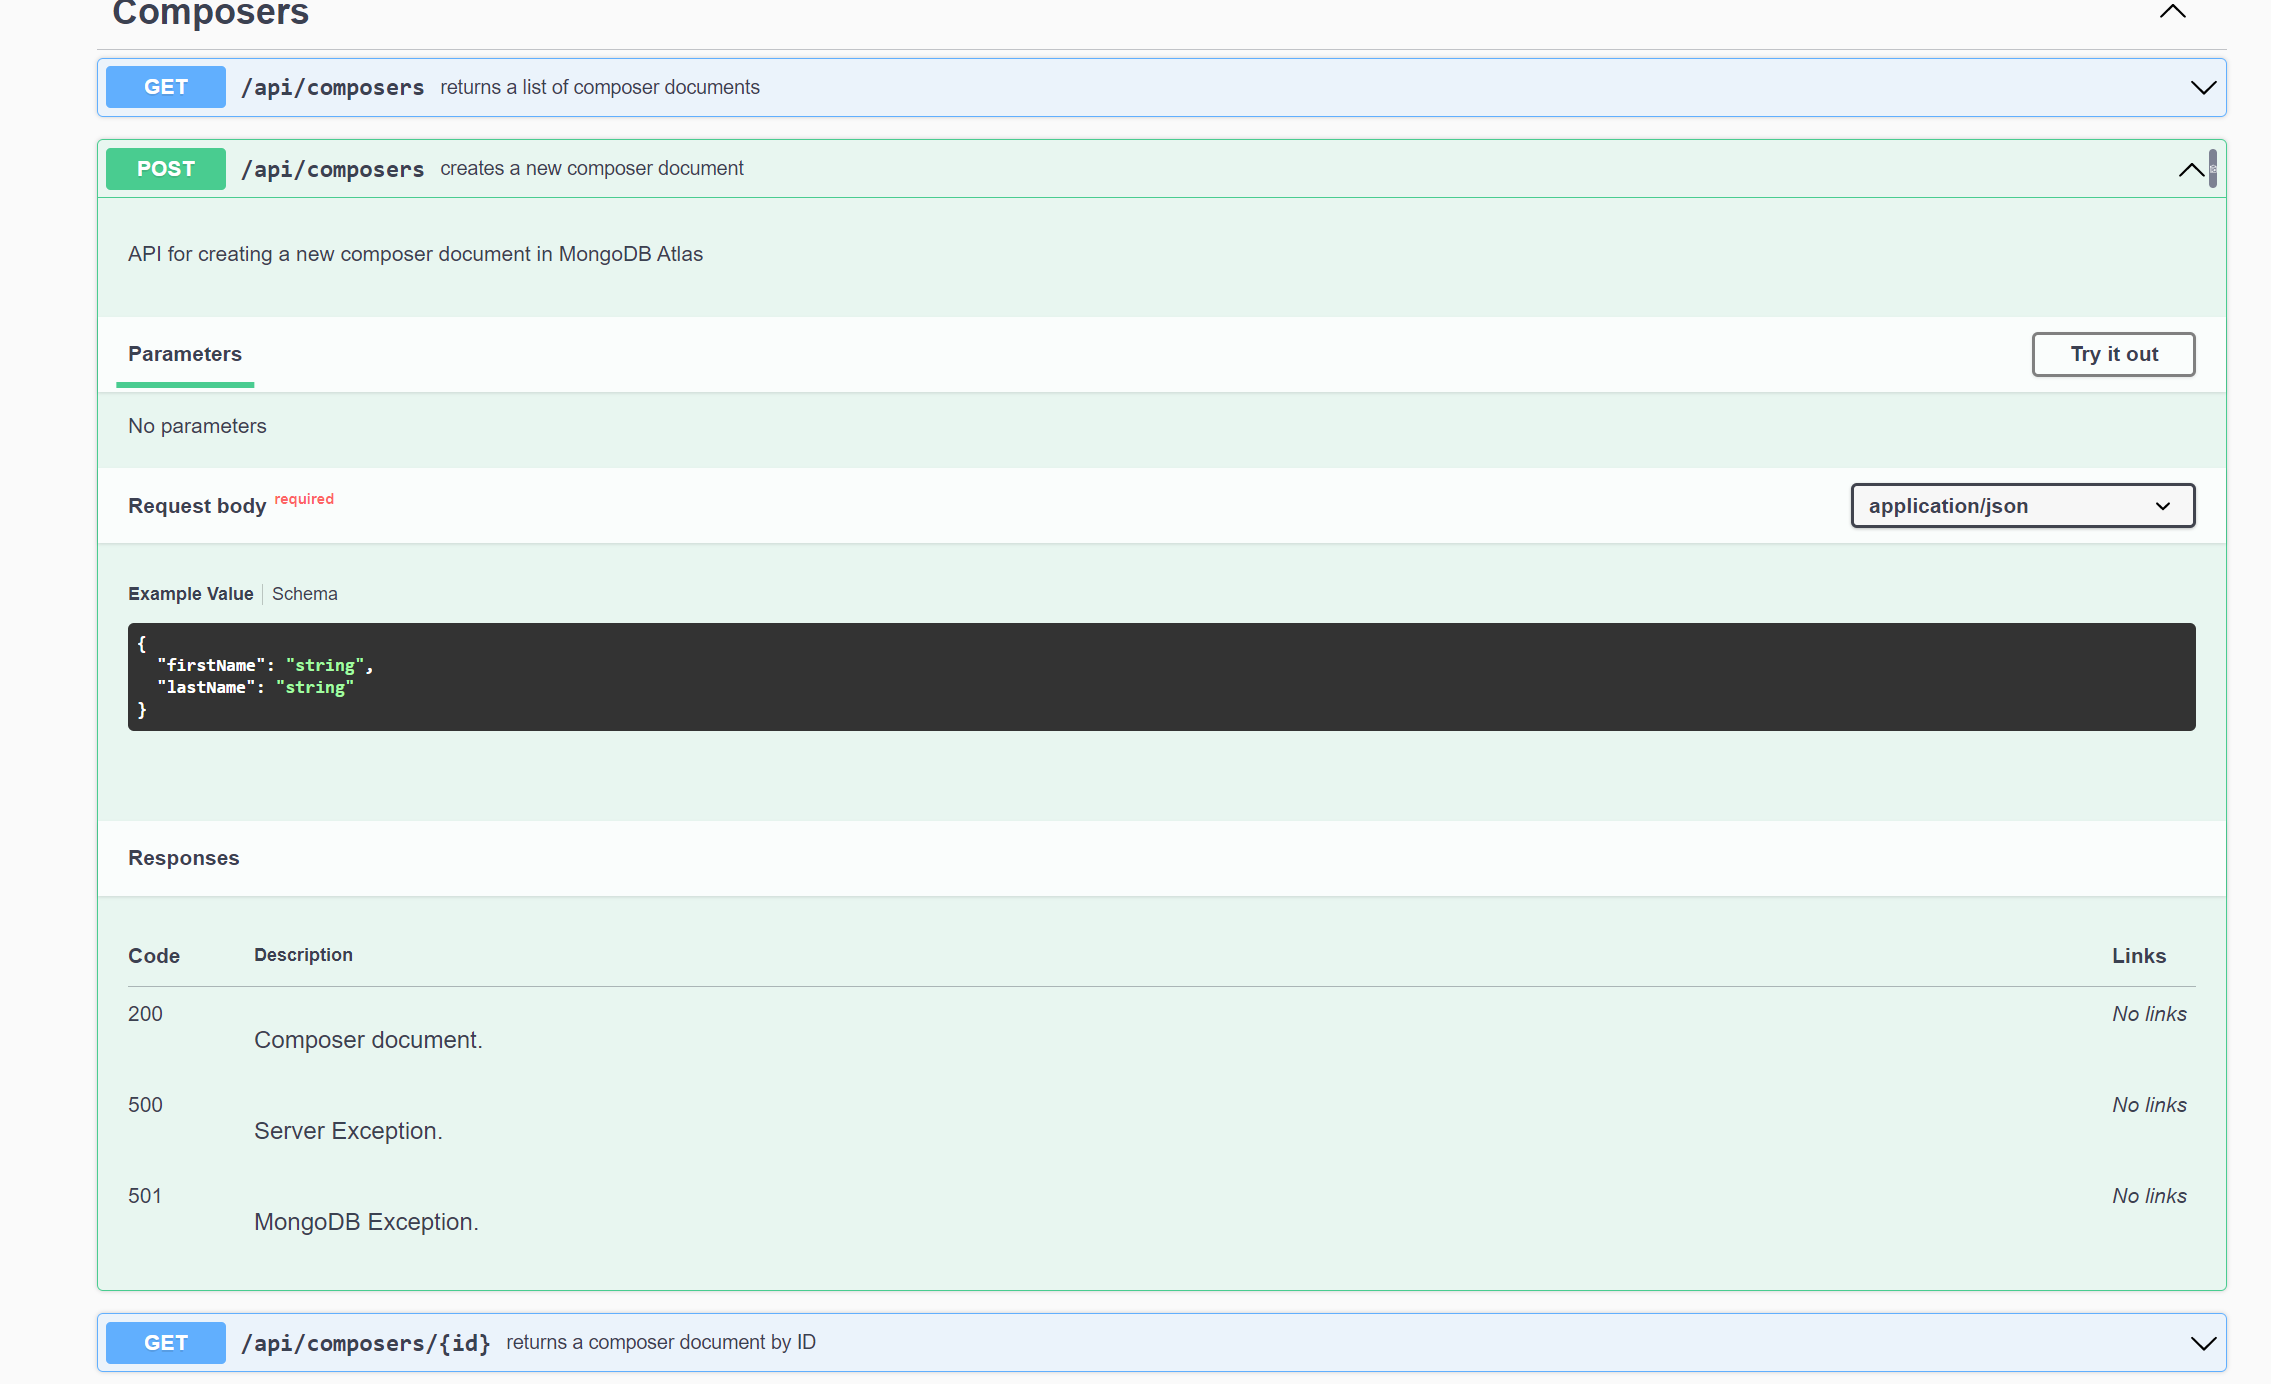 Composers
GET /api/composers returns a list of composer documents
POST /api/composers creates a new composer document
API for creating a new composer document in MongoDB Atlas
Parameters
Try it out
No parameters
Request body required
application/json
Example Value Schema
{
"firstName": "string",
"lastName": "string"
}
Responses
Code Description Links
200 No links
Composer document.
500 No links
Server Exception.
501 No links
MongoDB Exception.
GET /api/composers/{id} returns a composer document by ID